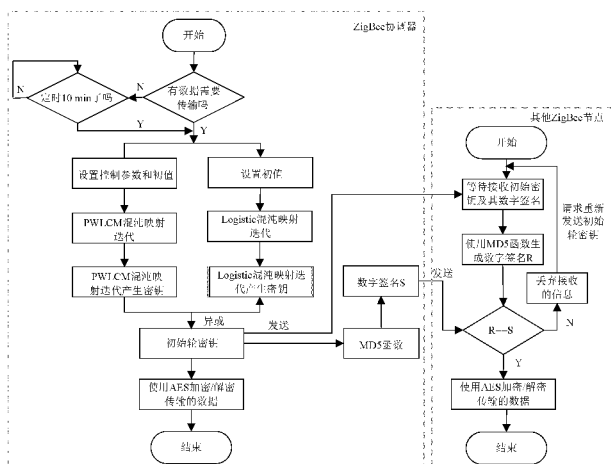 ZigBee协调器
开始
定时10 min了吗
N
N
有数据需要
传输吗
Y
Y
设置控制参数和初值
设置初值
PWLCM混沌映射
迭代
Logistic混沌映射
迭代
PWLCM混沌映
射迭代产生密钥
Logistic混沌映射迭
代产生密钥
异或
初始轮密钥
发送
MD5函数
数字签名S
发送
使用AES加密/解密
传输的数据
结束
其他ZigBee节点
开始
等待接收初始密
钥及其数字签名
请求重新
发送初始
轮密钥
使用MD5函数生
成数字签名R
丢弃接收
的信息
R==S
N
Y
使用AES加密/解密
传输的数据
结束